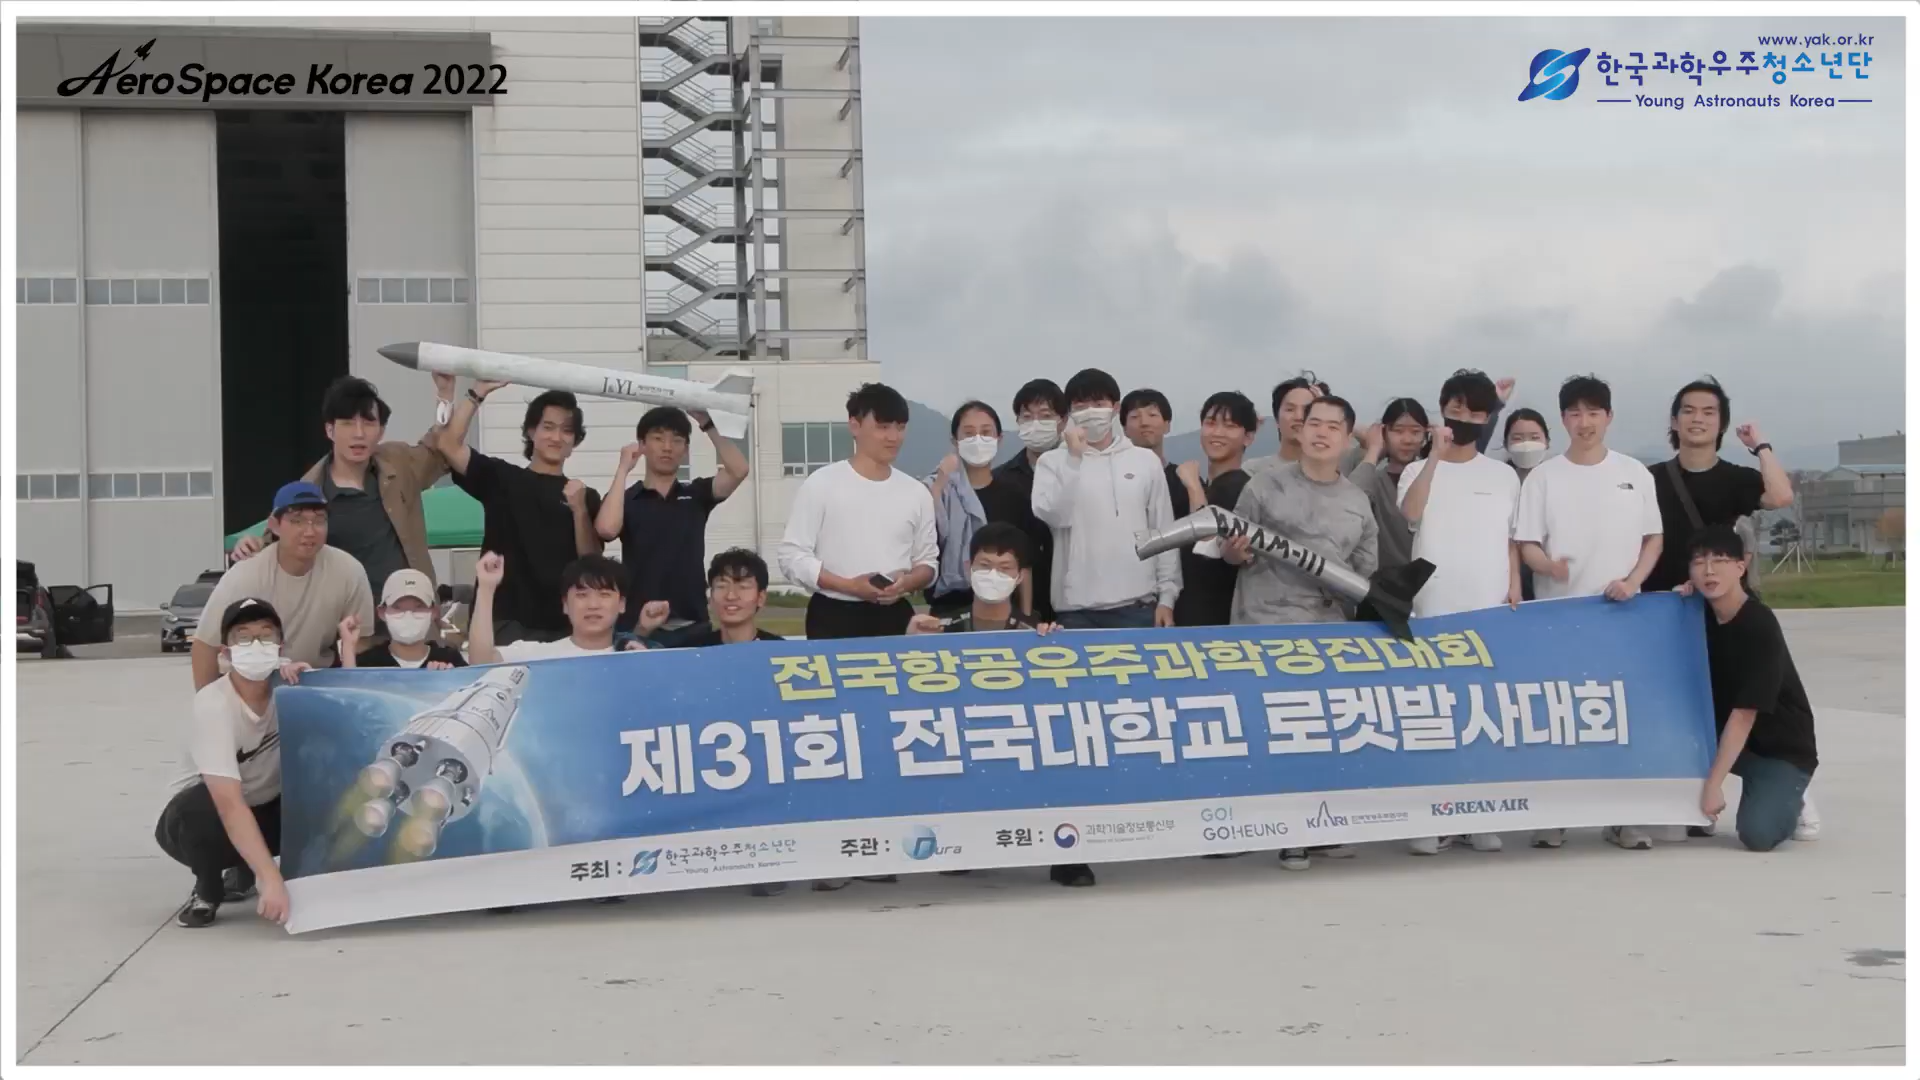 AeroSpace Korea 2022
www.yak.or.kr
한국과학우주청소년단
Young Astronauts Korea
J&YL
전국항공우주과학경진대회
제31회 전국대학교 로켓발사대회
주최 : 한국과학우주청소년단
Young Astronauts Korea
주관 : Dura
후원 : 과학기술정보통신부 GO! GOHEUNG KARI KOREAN AIR